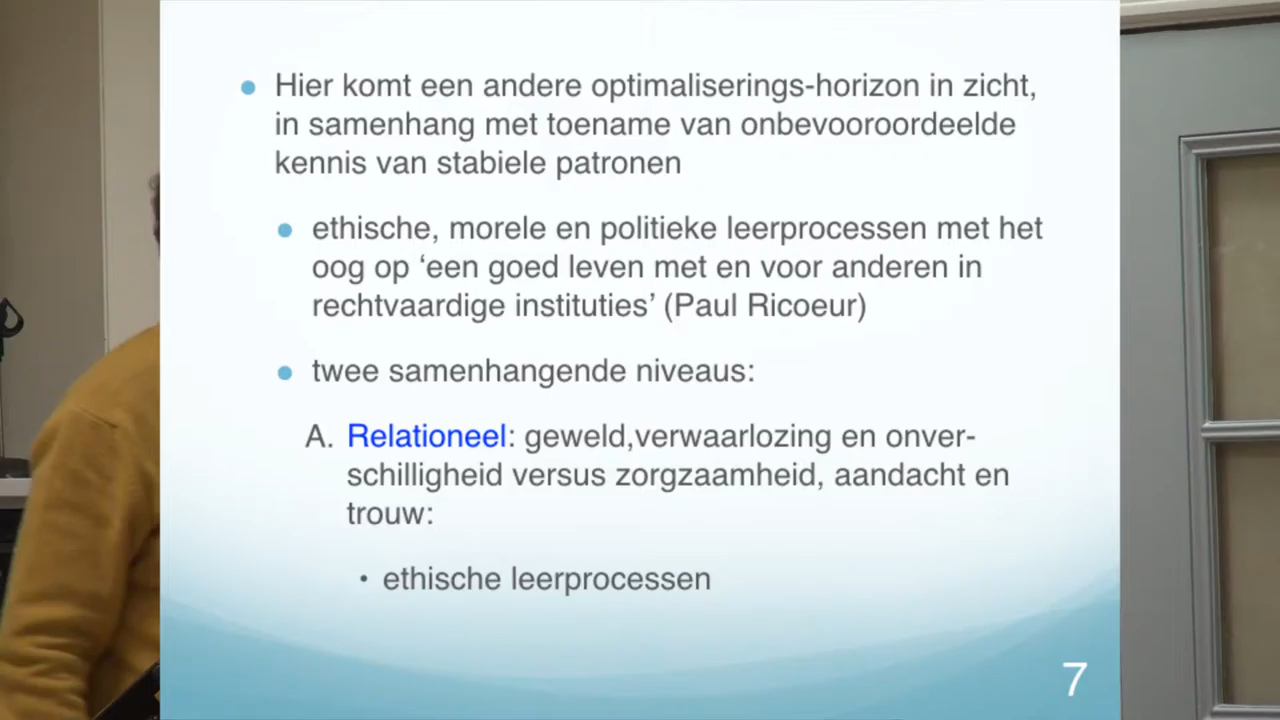 • Hier komt een andere optimaliserings-horizon in zicht,
in samenhang met toename van onbevooroordeelde
kennis van stabiele patronen
• ethische, morele en politieke leerprocessen met het
oog op ‘een goed leven met en voor anderen in
rechtvaardige instituties’ (Paul Ricoeur)
• twee samenhangende niveaus:
A. Relationeel: geweld,verwaarlozing en onver-
schilligheid versus zorgzaamheid, aandacht en
trouw:
• ethische leerprocessen
7